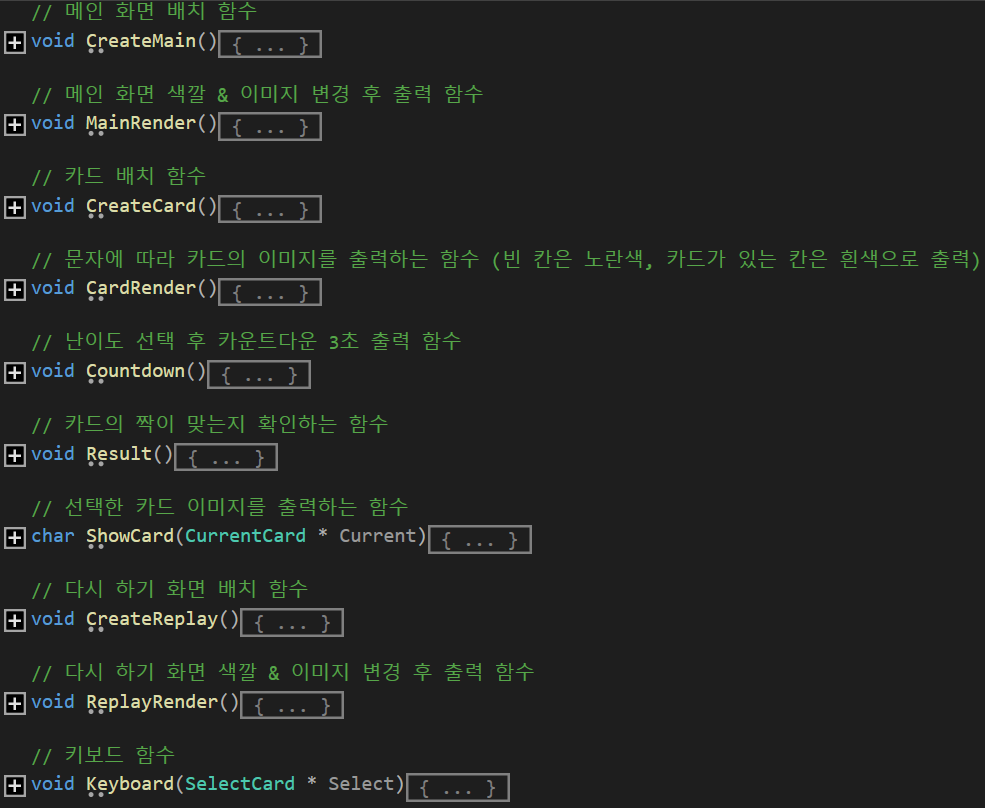 // 메인 화면 배치 함수
void CreateMain() { ... }
// 메인 화면 색깔 & 이미지 변경 후 출력 함수
void MainRender() { ... }
// 카드 배치 함수
void CreateCard() { ... }
// 문자에 따라 카드의 이미지를 출력하는 함수 (빈 칸은 노란색, 카드가 있는 칸은 흰색으로 출력)
void CardRender() { ... }
// 난이도 선택 후 카운트다운 3초 출력 함수
void Countdown() { ... }
// 카드의 짝이 맞는지 확인하는 함수
void Result() { ... }
// 선택한 카드 이미지를 출력하는 함수
char ShowCard(CurrentCard * Current) { ... }
// 다시 하기 화면 배치 함수
void CreateReplay() { ... }
// 다시 하기 화면 색깔 & 이미지 변경 후 출력 함수
void ReplayRender() { ... }
// 키보드 함수
void Keyboard(SelectCard * Select) { ... }